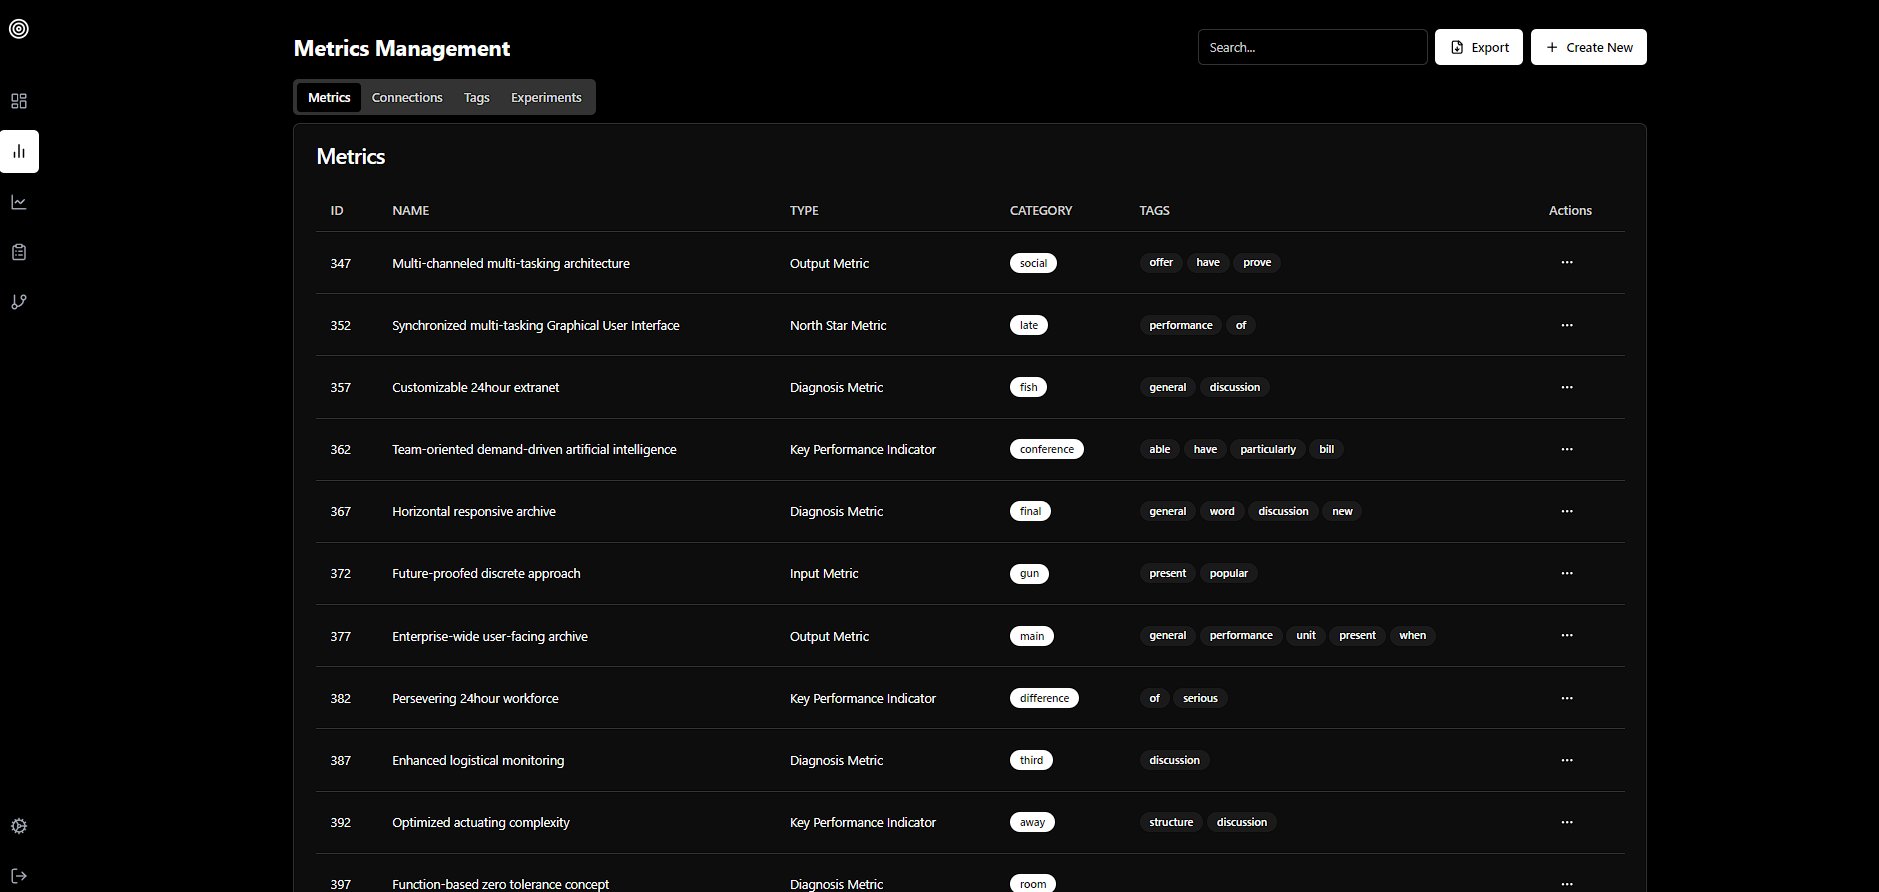 Metrics Management
Search... Export Create New
Metrics Connections Tags Experiments
Metrics
ID NAME TYPE CATEGORY TAGS Actions
347 Multi-channeled multi-tasking architecture Output Metric social offer have prove
352 Synchronized multi-tasking Graphical User Interface North Star Metric late performance of
357 Customizable 24hour extranet Diagnosis Metric fish general discussion
362 Team-oriented demand-driven artificial intelligence Key Performance Indicator conference able have particularly bill
367 Horizontal responsive archive Diagnosis Metric final general word discussion new
372 Future-proofed discrete approach Input Metric gun present popular
377 Enterprise-wide user-facing archive Output Metric main general performance unit present when
382 Persevering 24hour workforce Key Performance Indicator difference of serious
387 Enhanced logistical monitoring Diagnosis Metric third discussion
392 Optimized actuating complexity Key Performance Indicator away structure discussion
397 Function-based zero tolerance concept Diagnosis Metric room